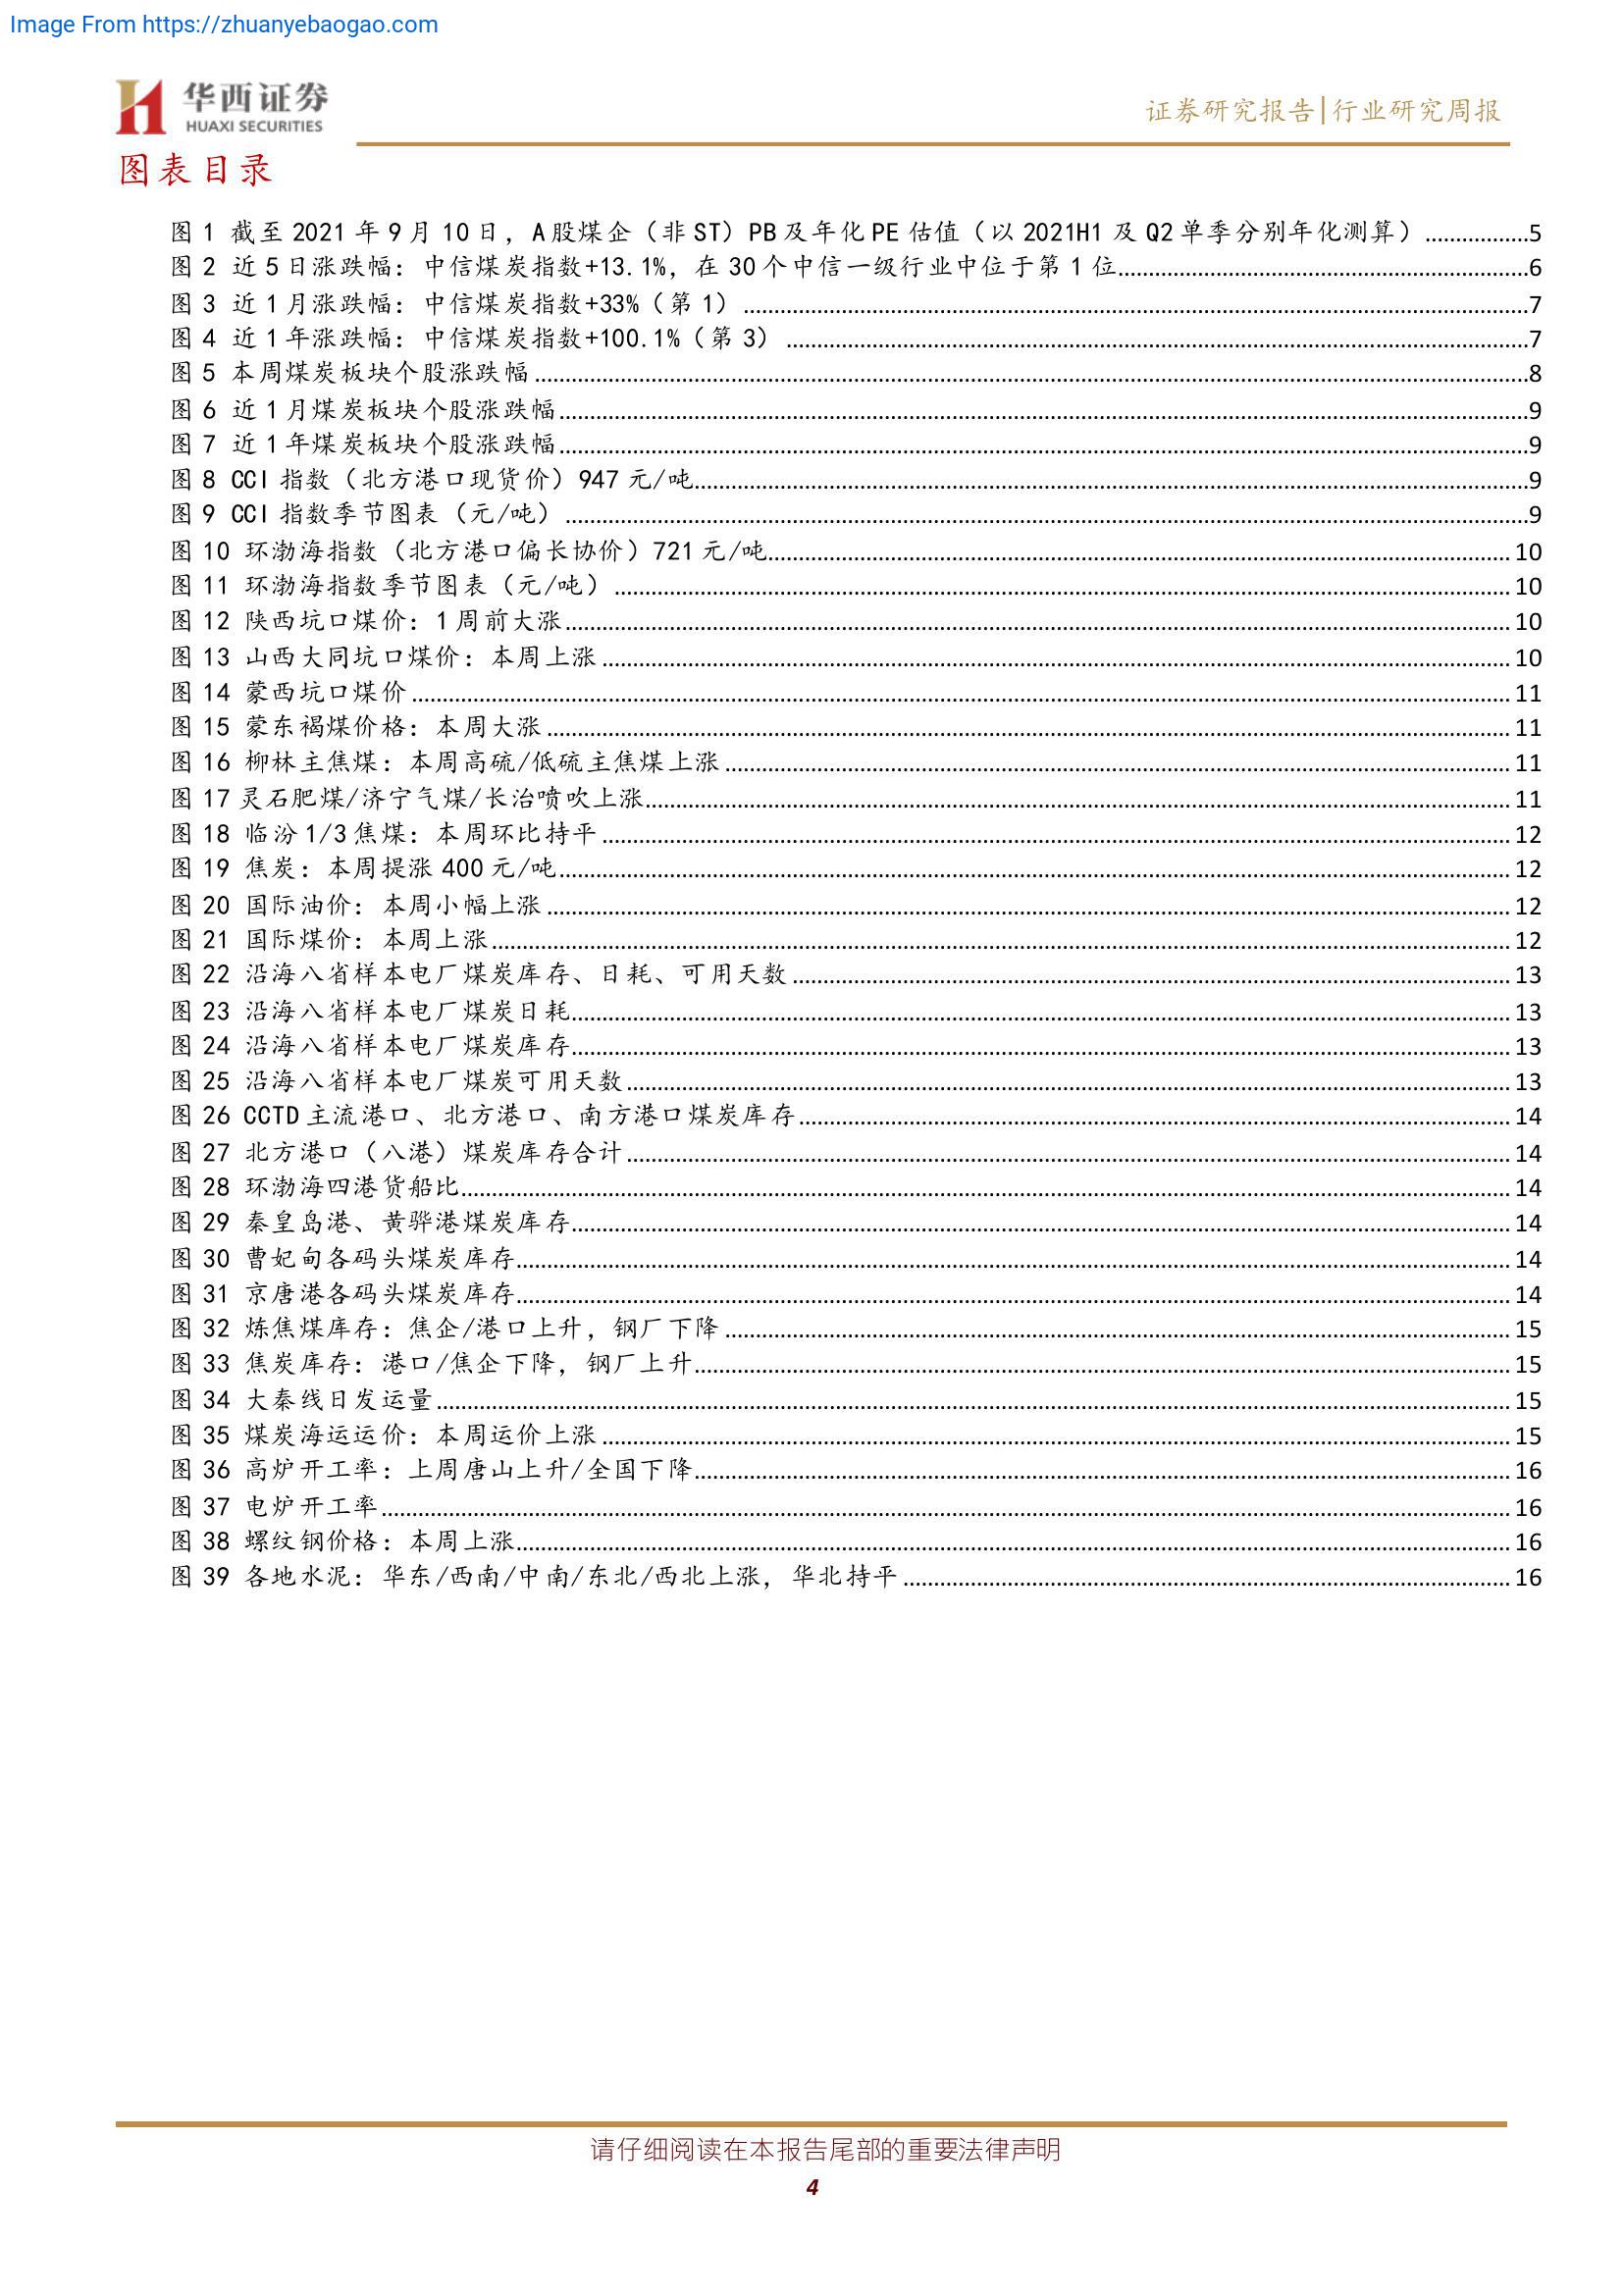 Image From https://zhuanyebaogao.com
华西证券
HUAXI SECURITIES
证券研究报告|行业研究周报
图表目录
图 1 截至 2021 年 9 月 10 日，A 股煤企（非 ST）PB 及年化 PE 估值（以 2021H1 及 Q2 单季分别年化测算）.................5
图 2 近 5 日涨跌幅：中信煤炭指数+13.1%，在 30 个中信一级行业中位于第 1 位.................6
图 3 近 1 月涨跌幅：中信煤炭指数+33%（第 1）.................7
图 4 近 1 年涨跌幅：中信煤炭指数+100.1%（第 3）.................7
图 5 本周煤炭板块个股涨跌幅.................8
图 6 近 1 月煤炭板块个股涨跌幅.................9
图 7 近 1 年煤炭板块个股涨跌幅.................9
图 8 CCI 指数（北方港口现货价）947 元/吨.................9
图 9 CCI 指数季节图表（元/吨）.................9
图 10 环渤海指数（北方港口偏长协价）721 元/吨.................10
图 11 环渤海指数季节图表（元/吨）.................10
图 12 陕西坑口煤价：1 周前大涨.................10
图 13 山西大同坑口煤价：本周上涨.................10
图 14 蒙西坑口煤价.................11
图 15 蒙东褐煤价格：本周大涨.................11
图 16 柳林主焦煤：本周高硫/低硫主焦煤上涨.................11
图 17 灵石肥煤/济宁气煤/长治喷吹上涨.................11
图 18 临汾 1/3 焦煤：本周环比持平.................12
图 19 焦炭：本周提涨 400 元/吨.................12
图 20 国际油价：本周小幅上涨.................12
图 21 国际煤价：本周上涨.................12
图 22 沿海八省样本电厂煤炭库存、日耗、可用天数.................13
图 23 沿海八省样本电厂煤炭日耗.................13
图 24 沿海八省样本电厂煤炭库存.................13
图 25 沿海八省样本电厂煤炭可用天数.................13
图 26 CCTD 主流港口、北方港口、南方港口煤炭库存.................14
图 27 北方港口（八港）煤炭库存合计.................14
图 28 环渤海四港货船比.................14
图 29 秦皇岛港、黄骅港煤炭库存.................14
图 30 曹妃甸各码头煤炭库存.................14
图 31 京唐港各码头煤炭库存.................14
图 32 炼焦煤库存：焦企/港口上升，钢厂下降.................15
图 33 焦炭库存：港口/焦企下降，钢厂上升.................15
图 34 大秦线日发运量.................15
图 35 煤炭海运运价：本周运价上涨.................15
图 36 高炉开工率：上周唐山上升/全国下降.................16
图 37 电炉开工率.................16
图 38 螺纹钢价格：本周上涨.................16
图 39 各地水泥：华东/西南/中南/东北/西北上涨，华北持平.................16
请仔细阅读在本报告尾部的重要法律声明
4